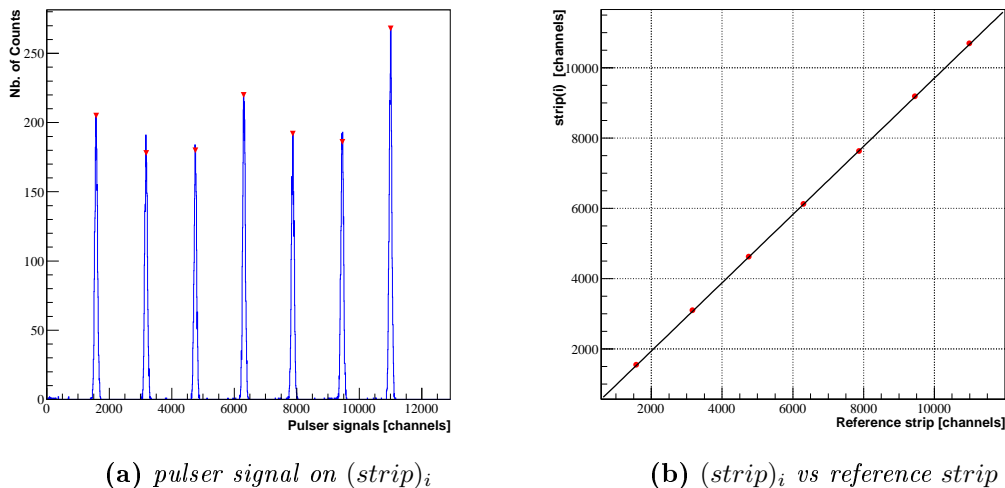 Nb. of Counts
250
200
150
100
50
0
0 2000 4000 6000 8000 10000 12000
Pulser signals [channels]
strip(i) [channels]
10000
8000
6000
4000
2000
2000 4000 6000 8000 10000
Reference strip [channels]
(a) pulser signal on (strip)i
(b) (strip)i vs reference strip